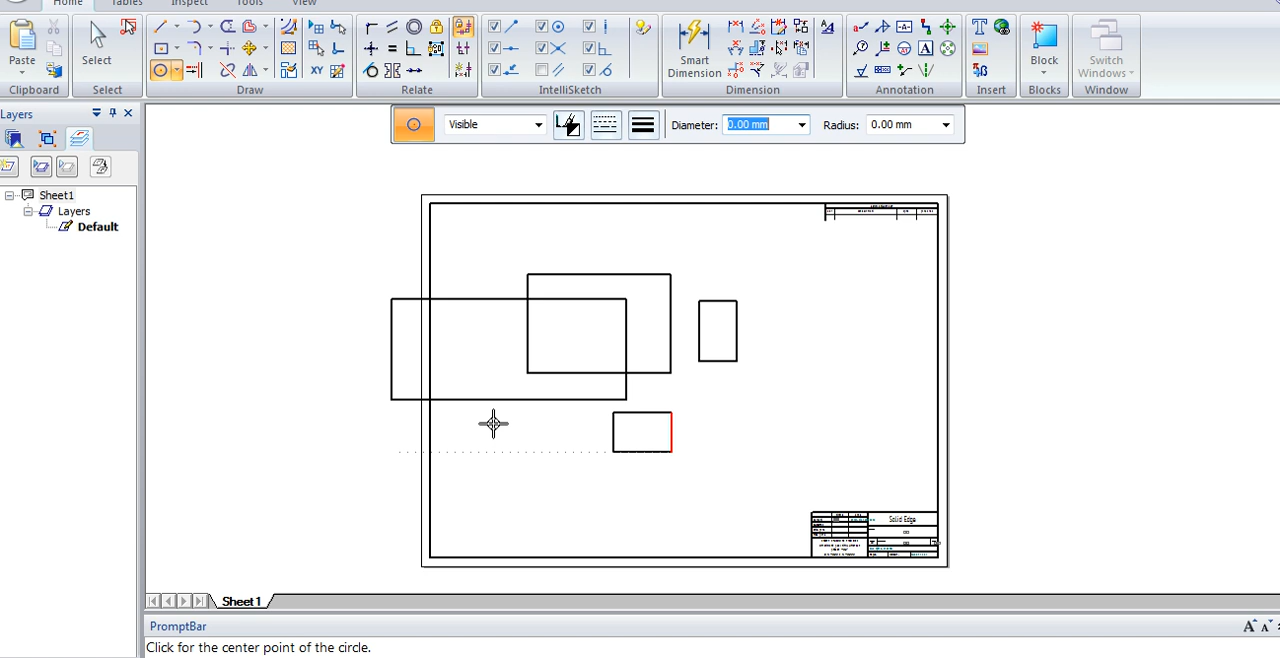 Home Tables Inspect Tools View
Paste
Select
Smart Dimension
Block
Switch Windows
Clipboard Select Draw Relate IntelliSketch Dimension Annotation Insert Blocks Window
XY
A
T
Layers
Visible
Diameter: 0.00 mm
Radius: 0.00 mm
Sheet1
Layers
Default
Solid Edge
Sheet1
PromptBar
A A
Click for the center point of the circle.